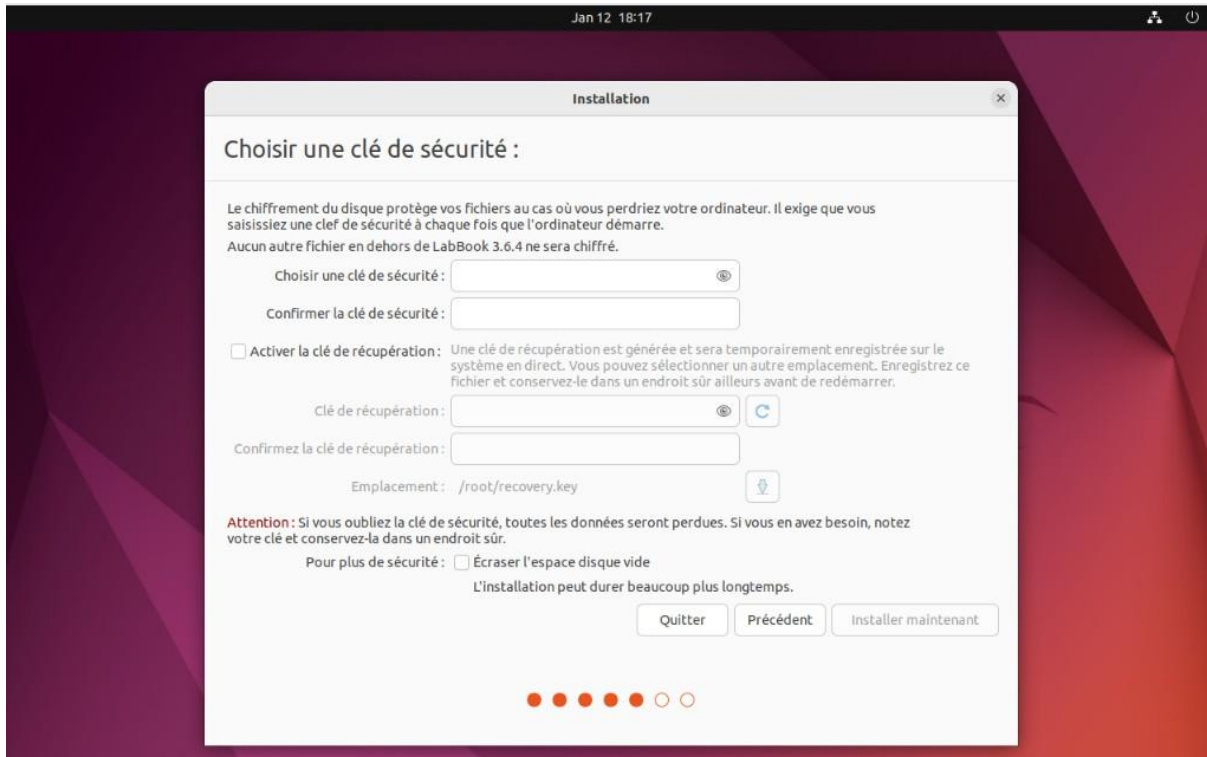 Jan 12 18:17
Installation
Choisir une clé de sécurité :
Le chiffrement du disque protège vos fichiers au cas où vous perdriez votre ordinateur. Il exige que vous
saisissiez une clef de sécurité à chaque fois que l'ordinateur démarre.
Aucun autre fichier en dehors de LabBook 3.6.4 ne sera chiffré.
Choisir une clé de sécurité :
Confirmer la clé de sécurité :
Activer la clé de récupération : Une clé de récupération est générée et sera temporairement enregistrée sur le
système en direct. Vous pouvez sélectionner un autre emplacement. Enregistrez ce
fichier et conservez-le dans un endroit sûr ailleurs avant de redémarrer.
Clé de récupération :
Confirmez la clé de récupération :
Emplacement : /root/recovery.key
Attention : Si vous oubliez la clé de sécurité, toutes les données seront perdues. Si vous en avez besoin, notez
votre clé et conservez-la dans un endroit sûr.
Pour plus de sécurité : Écraser l'espace disque vide
L'installation peut durer beaucoup plus longtemps.
Quitter Précédent Installer maintenant